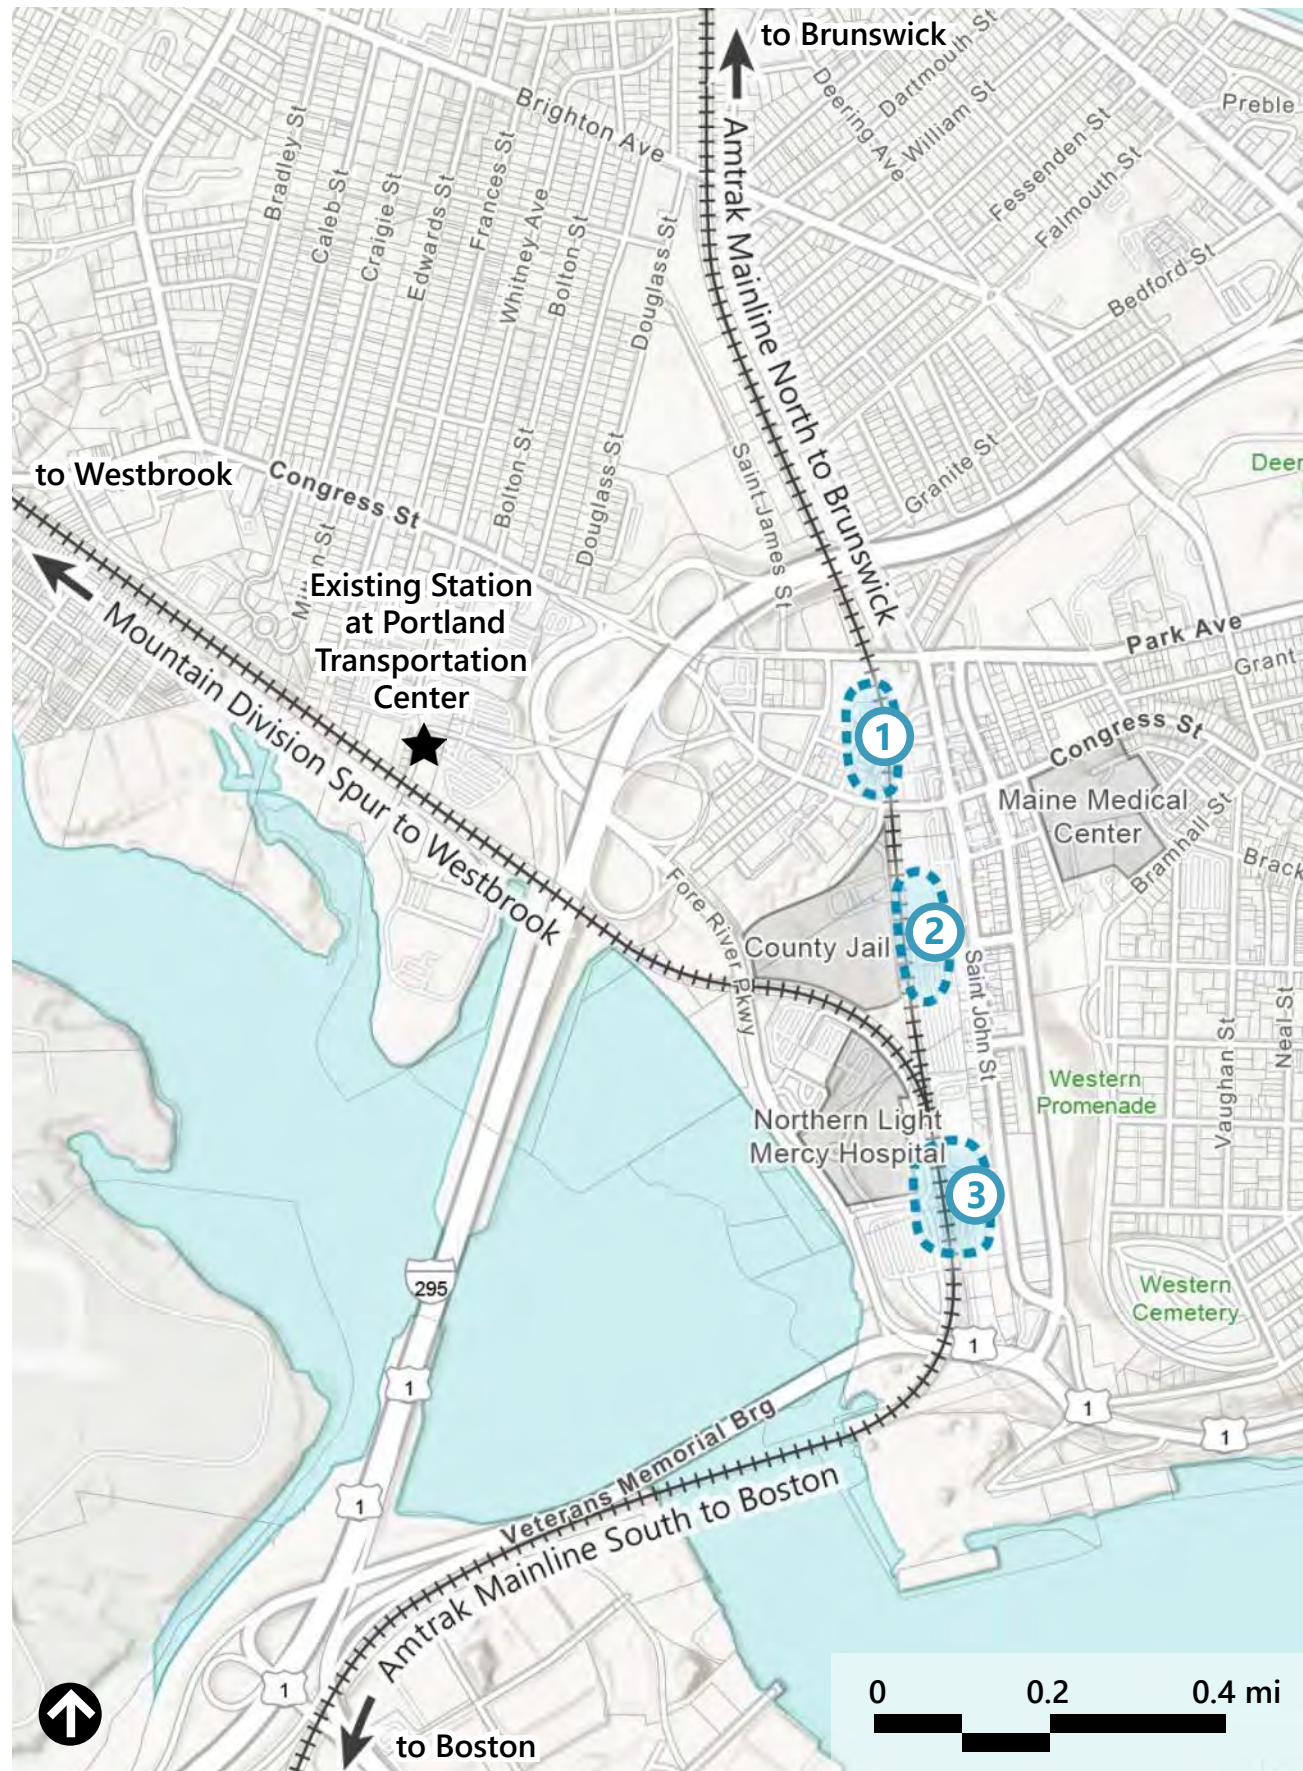 to Brunswick
Dartmouth St
Deering Ave
William St
Preble
Brighton Ave
Fessenden St
Falmouth St
Bradley St
Caleb St
Craigie St
Edwards St
Frances St
Whitney Ave
Bolton St
Douglass St
Bedford St
Amtrak Mainline North to Brunswick
to Westbrook
Congress St
Bolton St
Douglass St
Saint James St
Granite St
Deer
Existing Station
at Portland
Transportation
Center
Mountain Division Spur to Westbrook
Park Ave
Grant
1
Congress St
Maine Medical
Center
Bramhall St
Brack
Fore River Pkwy
County Jail
2
Saint John St
Vaughan St
Neal St
Western
Promenade
Northern Light
Mercy Hospital
3
295
Western
Cemetery
1
1
1
1
1
Veterans Memorial Brg
Amtrak Mainline South to Boston
1
to Boston
0 0.2 0.4 mi